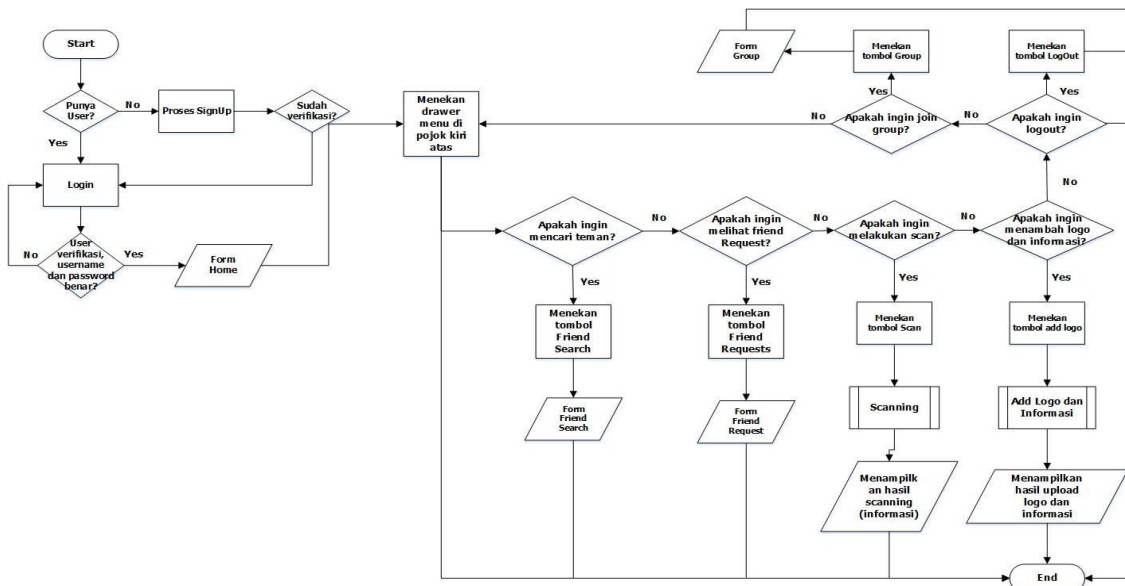 Start
Punya
User?
No
Yes
Proses SignUp
Sudah
verifikasi?
Login
User
verifikasi,
username
dan password
benar?
No
Yes
Form
Home
Menekan
drawer
menu di
pojok kiri
atas
Form
Group
Menekan
tombol Group
Yes
Apakah ingin join
group?
No
Menekan
tombol LogOut
Yes
Apakah ingin
logout?
No
No
Apakah ingin
mencari teman?
No
Yes
Menekan
tombol
Friend
Search
Form
Friend
Search
Apakah ingin
melihat friend
Request?
No
Yes
Menekan
tombol
Friend
Requests
Form
Friend
Request
Apakah ingin
melakukan scan?
No
Yes
Menekan
tombol Scan
Scanning
Menampilk
an hasil
scanning
(informasi)
Apakah ingin
menambah logo
dan informasi?
Yes
Menekan
tombol add logo
Add Logo dan
Informasi
Menampilkan
hasil upload
logo dan
informasi
End